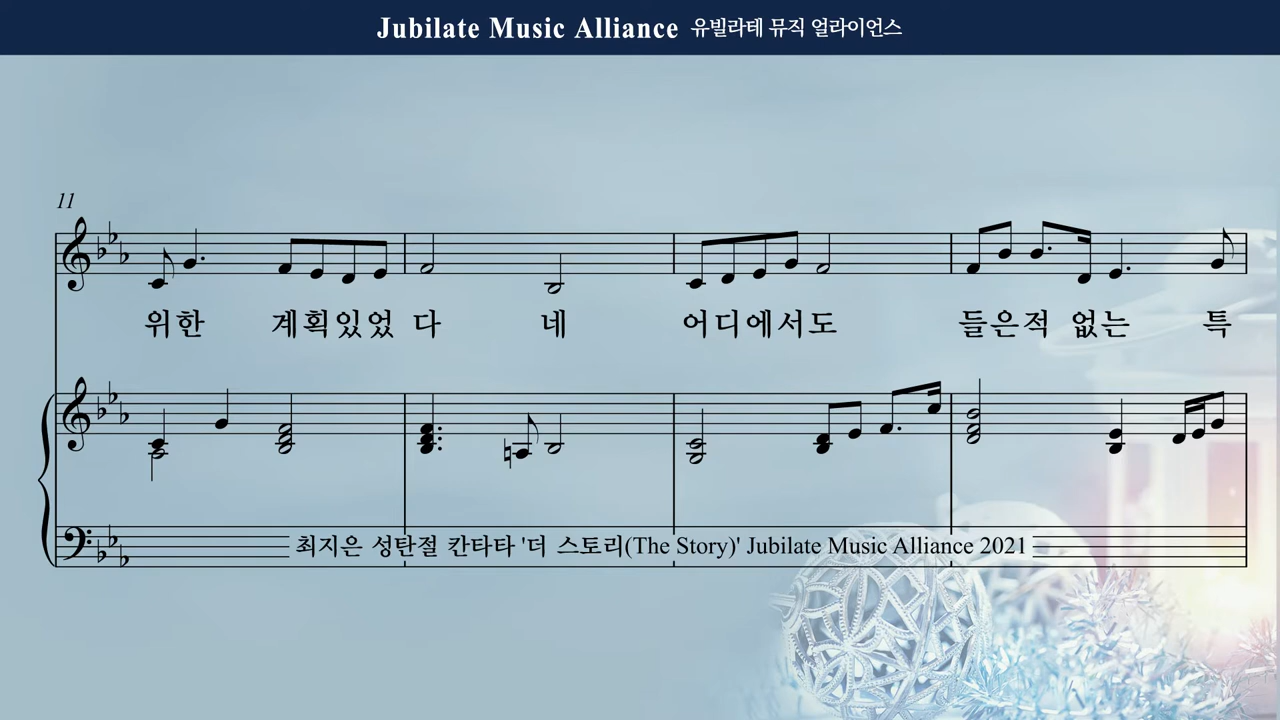 Jubilate Music Alliance 유빌라테 뮤직 얼라이언스
11
위한 계획있었 다 네 어디에서도 들은적 없는 특
최지은 성탄절 칸타타 '더 스토리(The Story)' Jubilate Music Alliance 2021